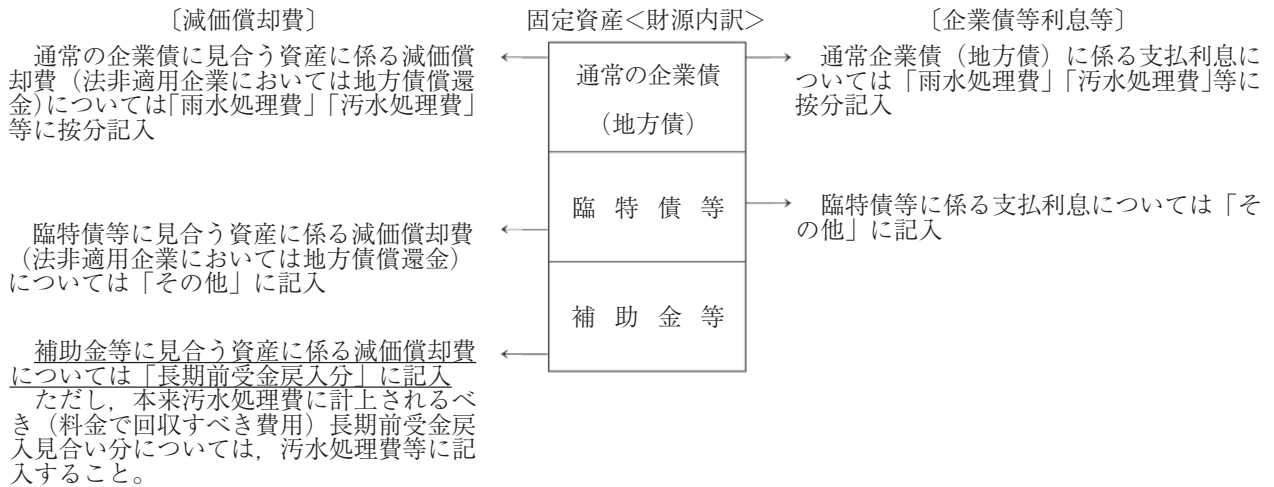 〔減価償却費〕
通常の企業債に見合う資産に係る減価償
却費（法非適用企業においては地方債償還
金）については「雨水処理費」「汚水処理費」
等に按分記入
臨特債等に見合う資産に係る減価償却費
（法非適用企業においては地方債償還金）
については「その他」に記入
補助金等に見合う資産に係る減価償却費
については「長期前受金戻入分」に記入
ただし，本来汚水処理費に計上されるべ
き（料金で回収すべき費用）長期前受金戻
入見合い分については，汚水処理費等に記
入すること。
固定資産＜財源内訳＞
通常の企業債
（地方債）
臨特債等
補助金等
〔企業債等利息等〕
通常企業債（地方債）に係る支払利息に
ついては「雨水処理費」「汚水処理費」等に
按分記入
臨特債等に係る支払利息については「そ
の他」に記入